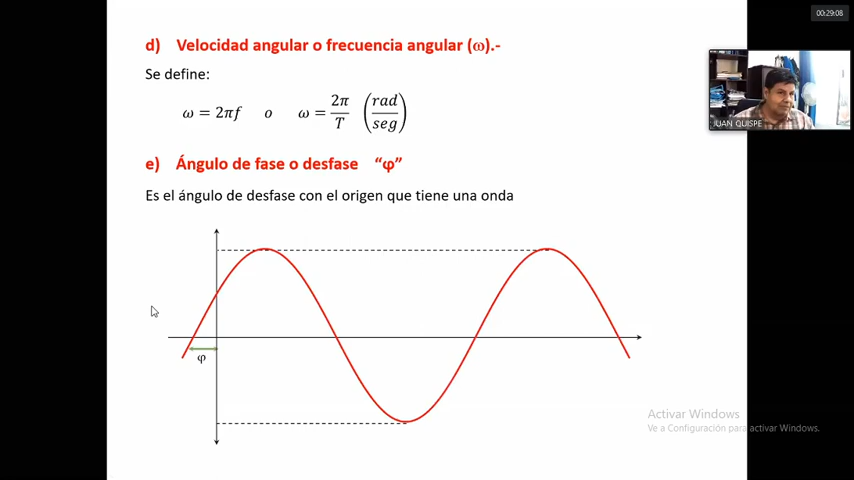 00:29:08
d) Velocidad angular o frecuencia angular (ω).-
Se define:
ω = 2πf o ω = 2π/T (rad/seg)
JUAN QUISPE
e) Ángulo de fase o desfase “φ”
Es el ángulo de desfase con el origen que tiene una onda
φ
Activar Windows
Ve a Configuración para activar Windows.